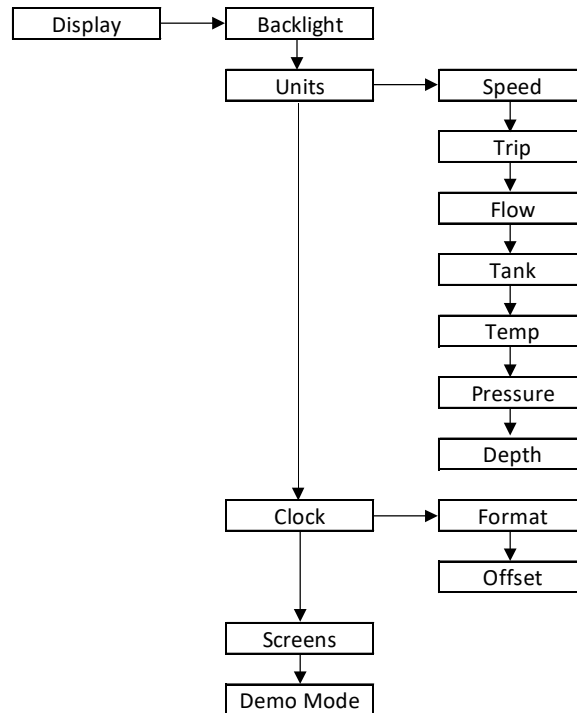 Display
Backlight
Units
Speed
Trip
Flow
Tank
Temp
Pressure
Depth
Clock
Format
Offset
Screens
Demo Mode